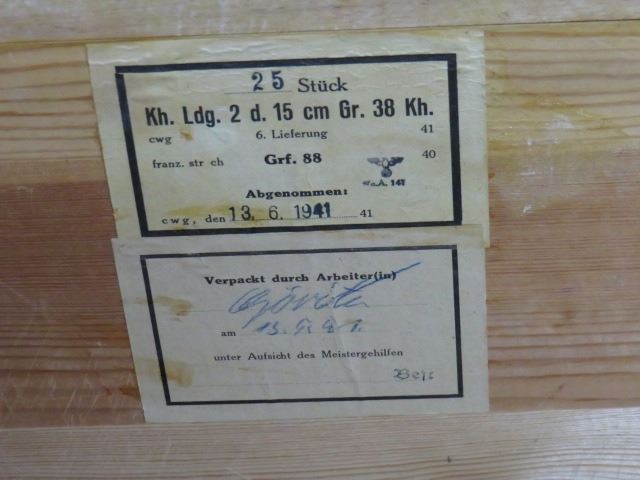 25 Stück
Kh. Ldg. 2 d. 15 cm Gr. 38 Kh.
cwg 6. Lieferung 41
franz. str ch Grf. 88 40
WaA. 147
Abgenommen:
cwg, den 13. 6. 1941 41
Verpackt durch Arbeiter(in)
am
unter Aufsicht des Meistergehilfen